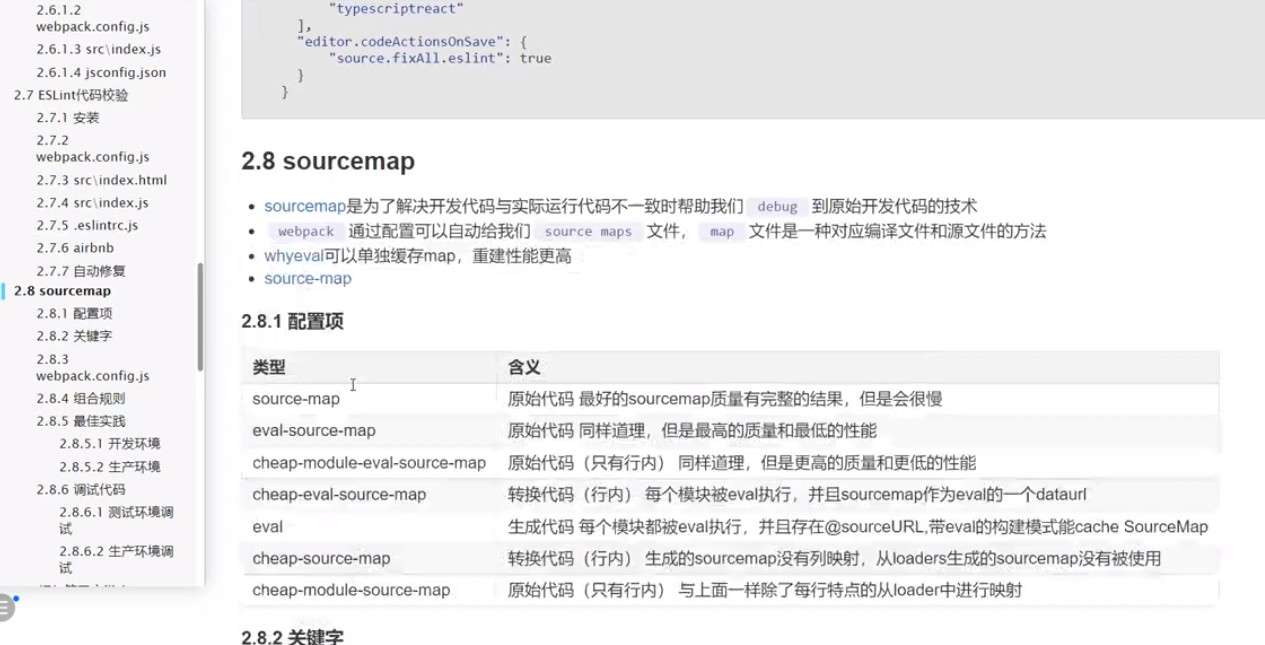 2.6.1.2
webpack.config.js
2.6.1.3 src\index.js
2.6.1.4 jsconfig.json
2.7 ESLint代码校验
2.7.1 安装
2.7.2
webpack.config.js
2.7.3 src\index.html
2.7.4 src\index.js
2.7.5 .eslintrc.js
2.7.6 airbnb
2.7.7 自动修复
2.8 sourcemap
2.8.1 配置项
2.8.2 关键字
2.8.3
webpack.config.js
2.8.4 组合规则
2.8.5 最佳实践
2.8.5.1 开发环境
2.8.5.2 生产环境
2.8.6 调试代码
2.8.6.1 测试环境调
试
2.8.6.2 生产环境调
试
"typescriptreact"
],
"editor.codeActionsOnSave": {
"source.fixAll.eslint": true
}
}
2.8 sourcemap
sourcemap是为了解决开发代码与实际运行代码不一致时帮助我们 debug 到原始开发代码的技术
webpack 通过配置可以自动给我们 source maps 文件， map 文件是一种对应编译文件和源文件的方法
whyeval可以单独缓存map，重建性能更高
source-map
2.8.1 配置项
类型 含义
source-map 原始代码 最好的sourcemap质量有完整的结果，但是会很慢
eval-source-map 原始代码 同样道理，但是最高的质量和最低的性能
cheap-module-eval-source-map 原始代码（只有行内） 同样道理，但是更高的质量和更低的性能
cheap-eval-source-map 转换代码（行内） 每个模块被eval执行，并且sourcemap作为eval的一个dataurl
eval 生成代码 每个模块都被eval执行，并且存在@sourceURL,带eval的构建模式能cache SourceMap
cheap-source-map 转换代码（行内） 生成的sourcemap没有列映射，从loaders生成的sourcemap没有被使用
cheap-module-source-map 原始代码（只有行内） 与上面一样除了每行特点的从loader中进行映射
2.8.2 关键字